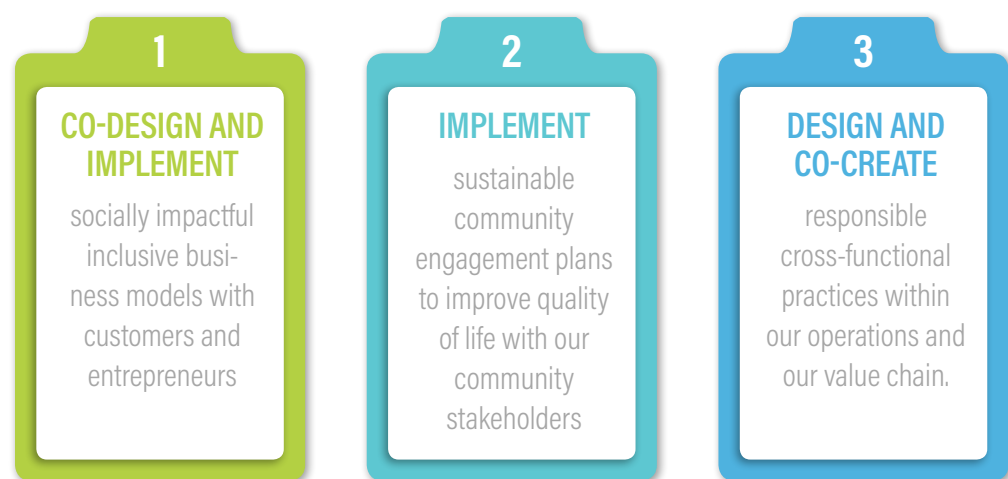 1
CO-DESIGN AND
IMPLEMENT
socially impactful
inclusive busi-
ness models with
customers and
entrepreneurs
2
IMPLEMENT
sustainable
community
engagement plans
to improve quality
of life with our
community
stakeholders
3
DESIGN AND
CO-CREATE
responsible
cross-functional
practices within
our operations and
our value chain.